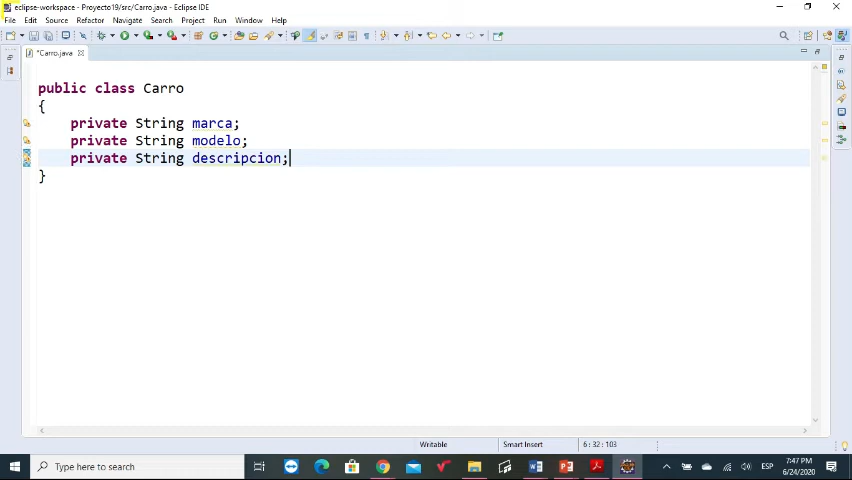 eclipse-workspace - Proyecto19/src/Carro.java - Eclipse IDE
File Edit Source Refactor Navigate Search Project Run Window Help
*Carro.java
public class Carro
{
private String marca;
private String modelo;
private String descripcion;
}
Writable Smart Insert 6 : 32 : 103
Type here to search
ESP
7:47 PM
6/24/2020